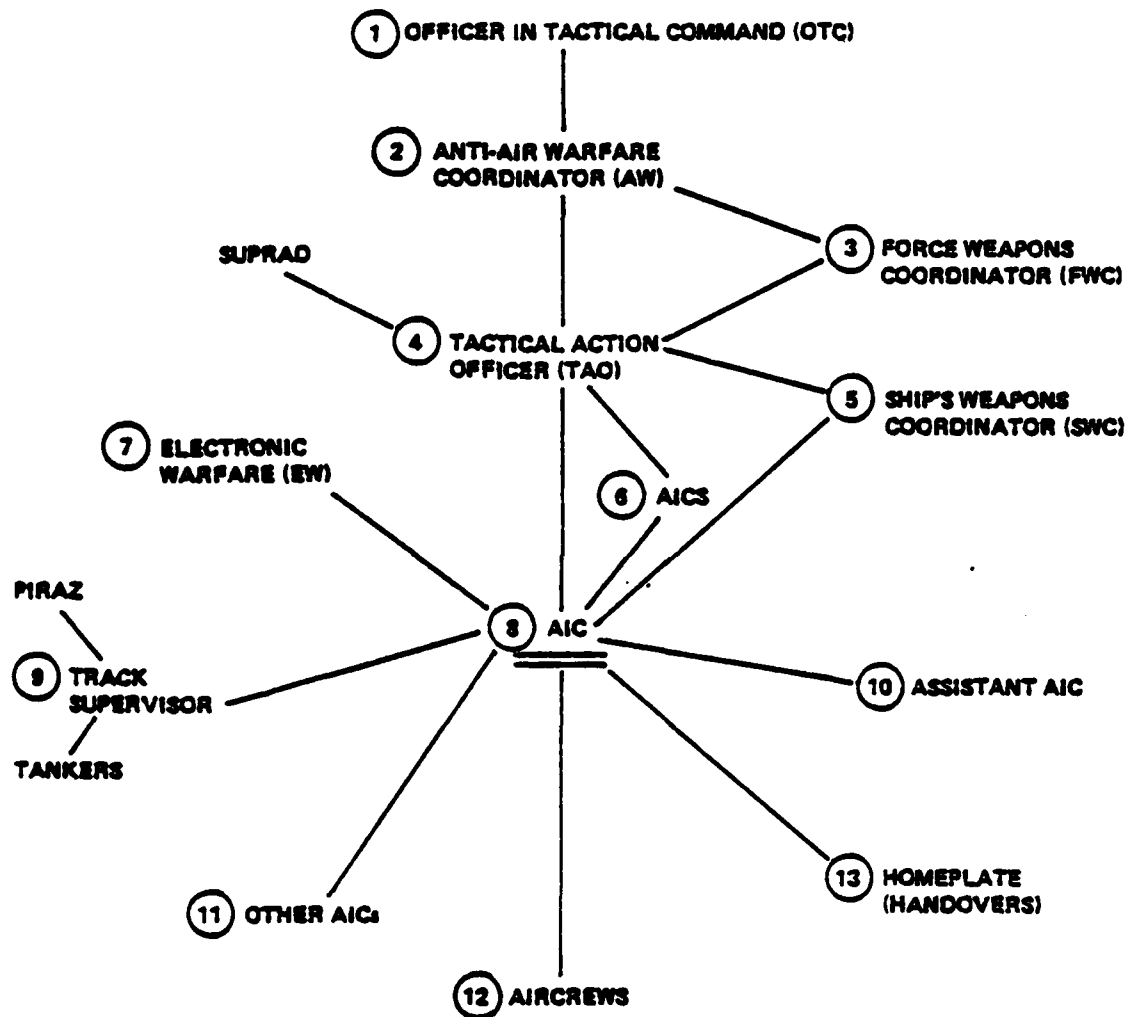 1 OFFICER IN TACTICAL COMMAND (OTC)
2 ANTI-AIR WARFARE
COORDINATOR (AW)
SUPRAD
3 FORCE WEAPONS
COORDINATOR (FWC)
4 TACTICAL ACTION
OFFICER (TAO)
5 SHIP'S WEAPONS
COORDINATOR (SWC)
7 ELECTRONIC
WARFARE (EW)
6 AICS
PIRAZ
8 AIC
9 TRACK
SUPERVISOR
10 ASSISTANT AIC
TANKERS
13 HOMEPLATE
(HANDOVERS)
11 OTHER AICs
12 AIRCREWS